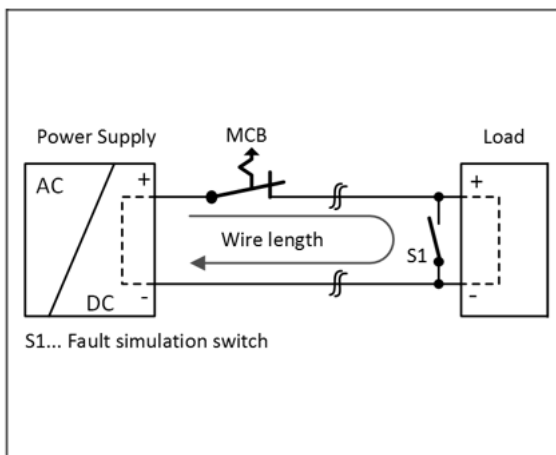 Power Supply
MCB
Load
AC
+
+
Wire length
S1
DC
-
-
S1... Fault simulation switch